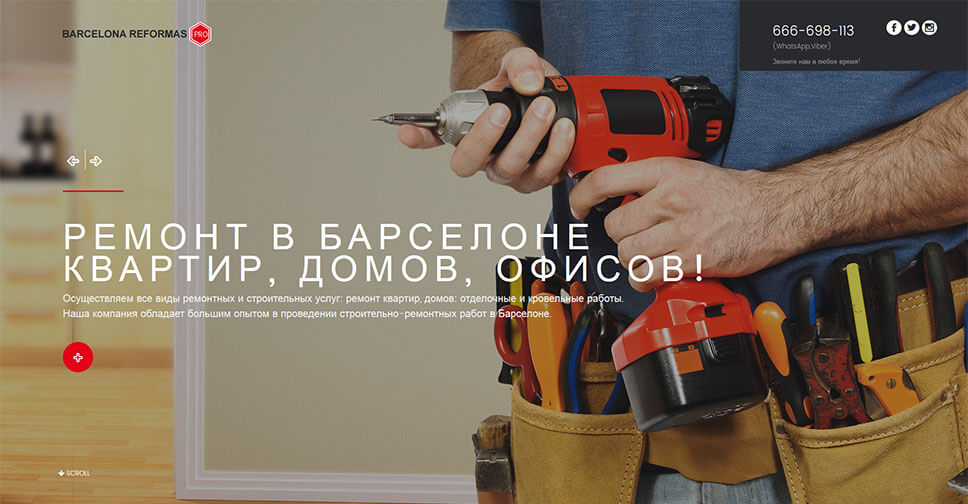 BARCELONA REFORMAS PRO
666-698-113
(WhatsApp,Viber)
Звоните нам в любое время!
РЕМОНТ В БАРСЕЛОНЕ
КВАРТИР, ДОМОВ, ОФИСОВ!
Осуществляем все виды ремонтных и строительных услуг: ремонт квартир, домов: отделочные и кровельные работы.
Наша компания обладает большим опытом в проведении строительно-ремонтных работ в Барселоне.
SCROLL